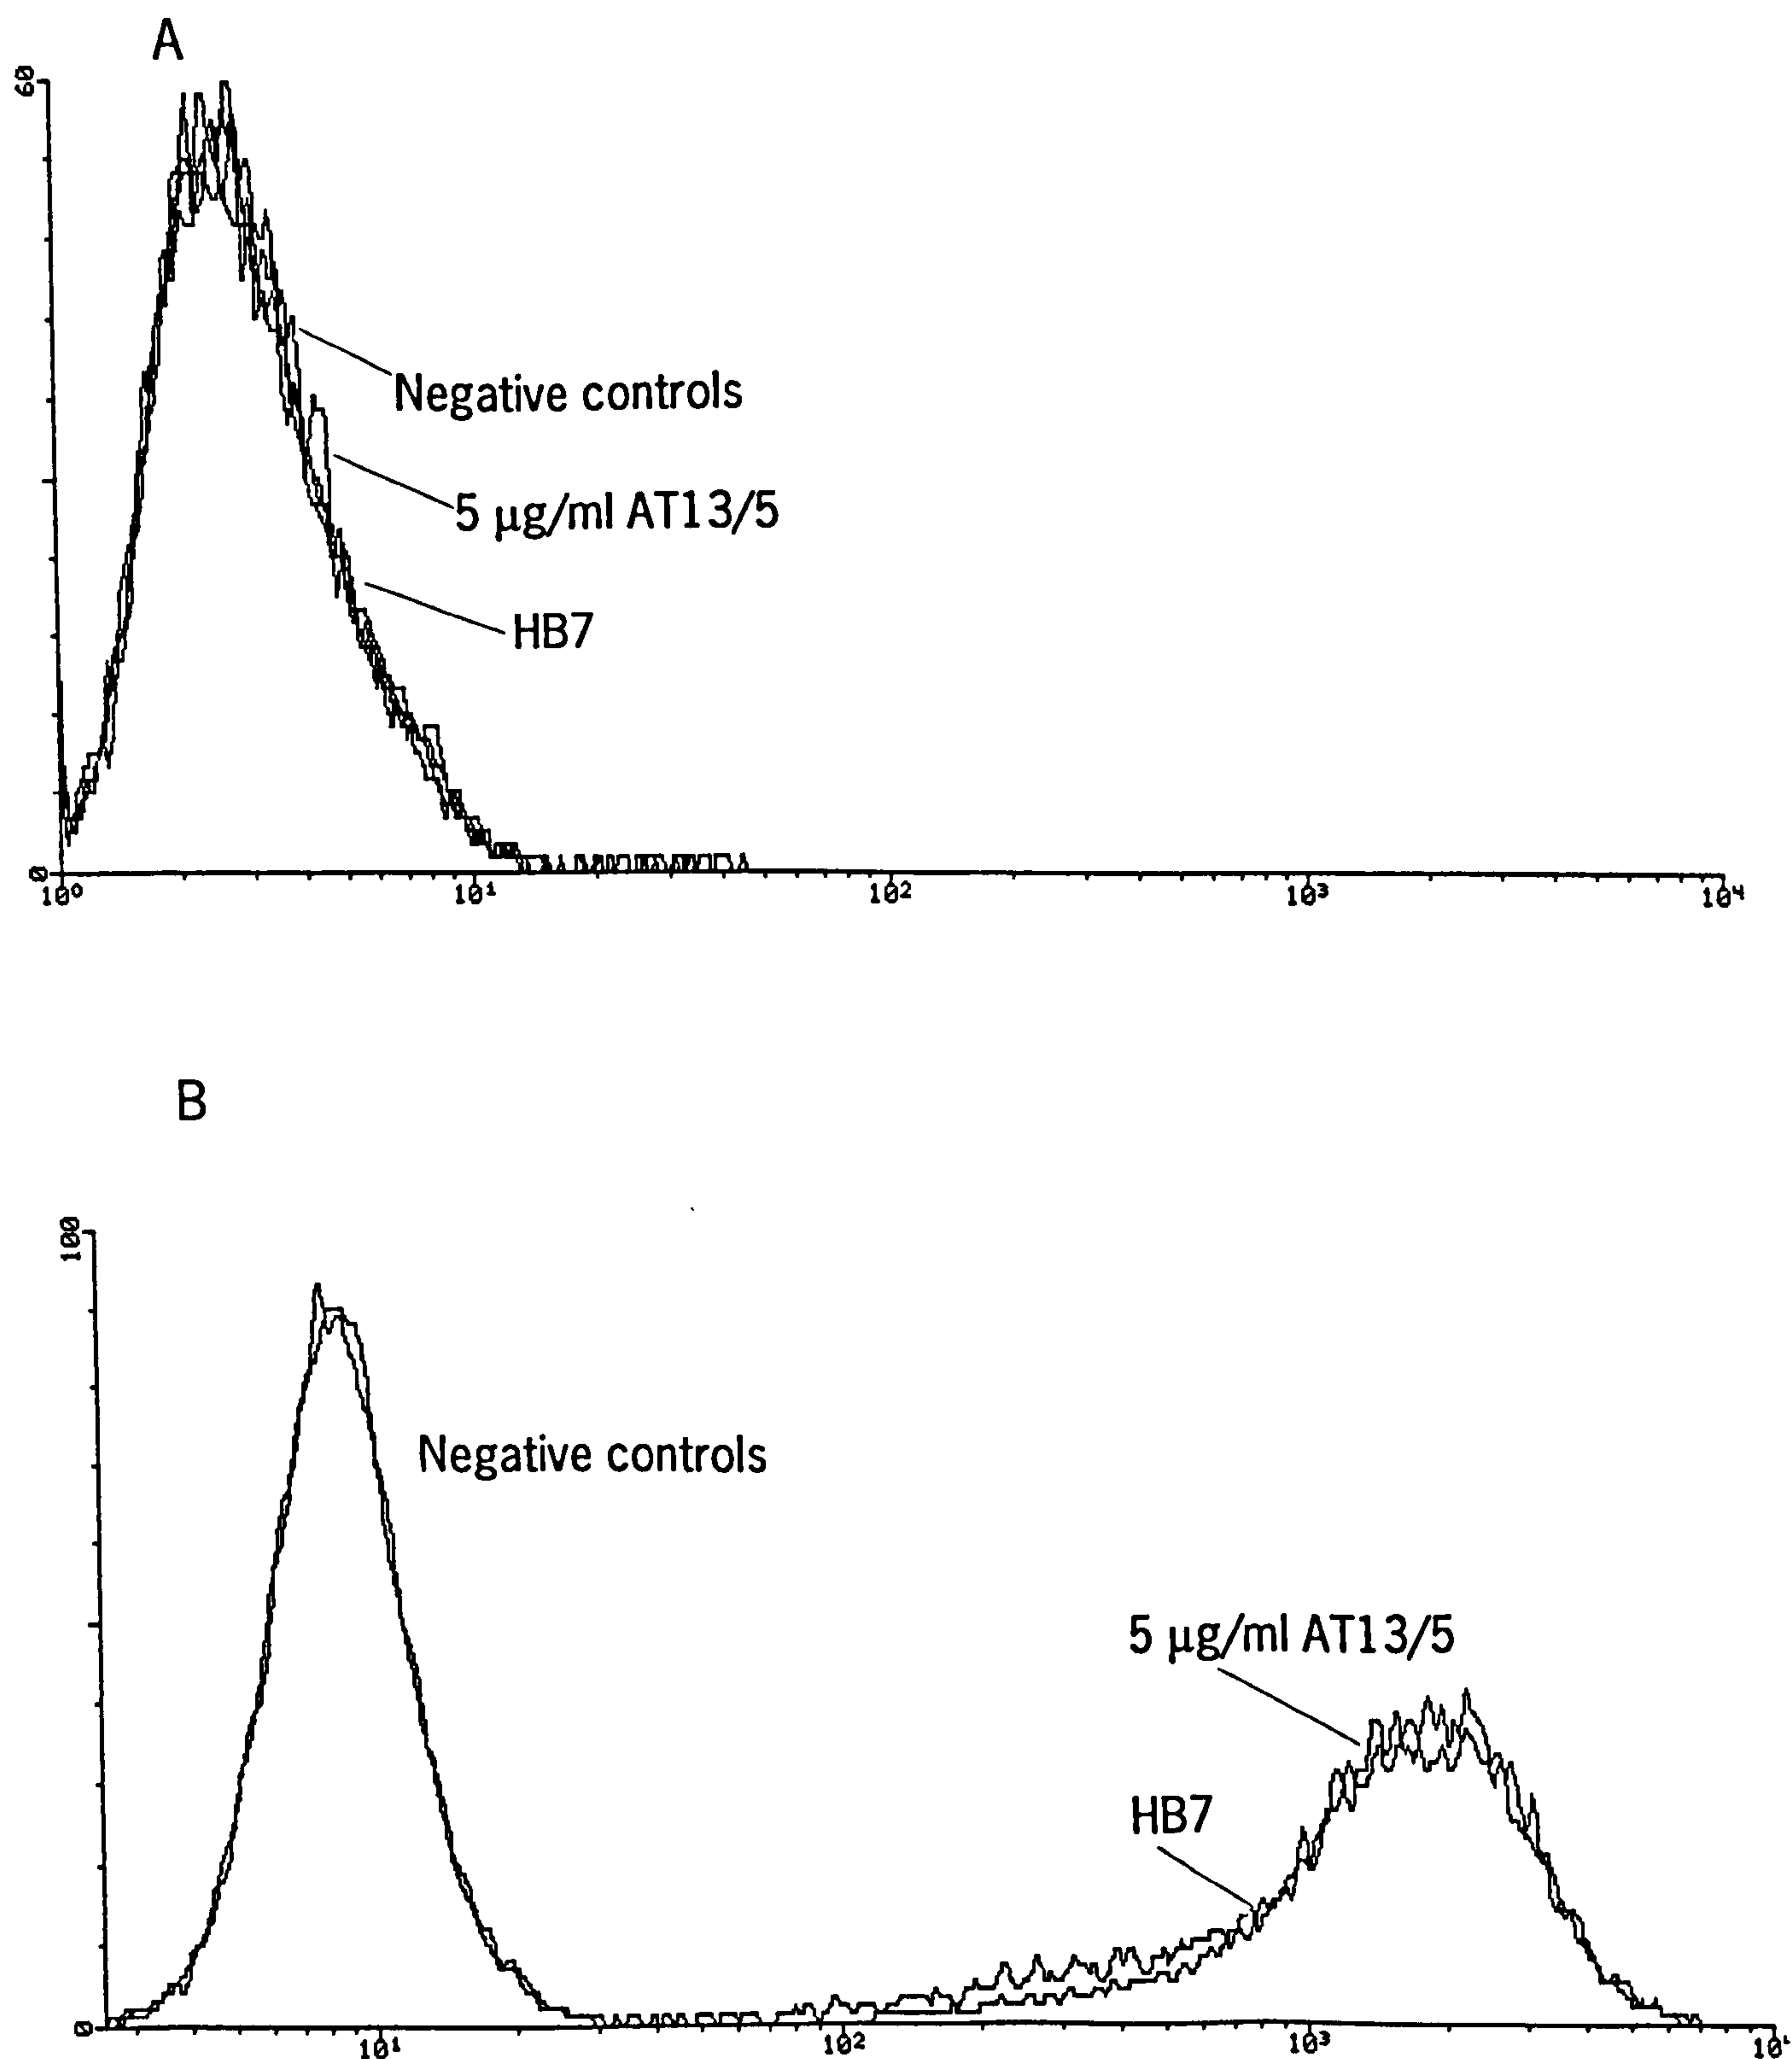 A
60
Negative controls
5 µg/ml AT13/5
HB7
0
10⁰ 10¹ 10² 10³ 10⁴
B
100
Negative controls
5 µg/ml AT13/5
HB7
0
10¹ 10² 10³